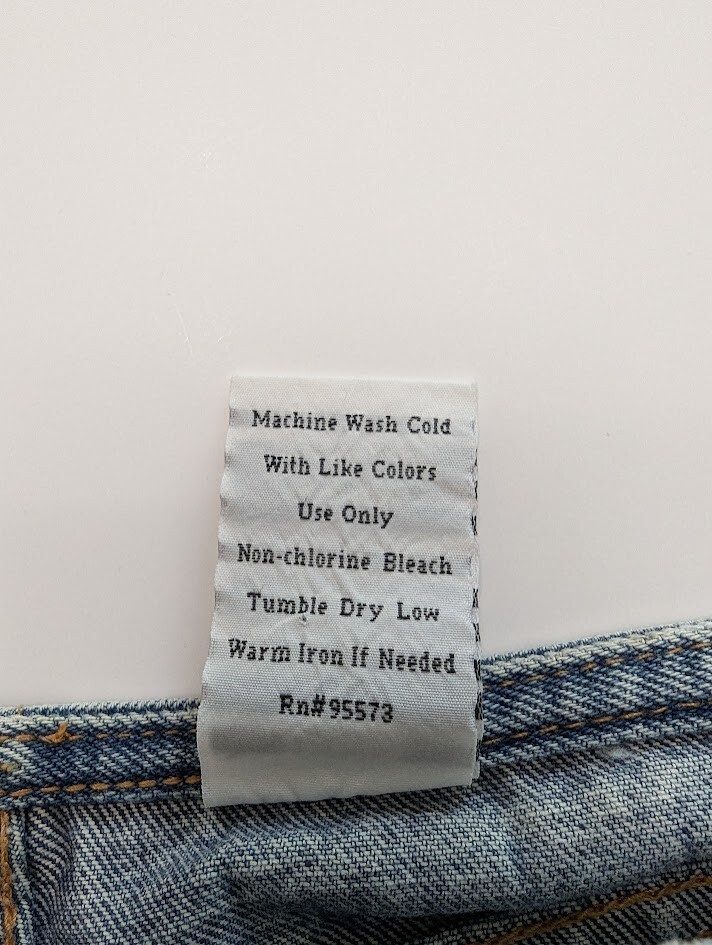 Machine Wash Cold
With Like Colors
Use Only
Non-chlorine Bleach
Tumble Dry Low
Warm Iron If Needed
Rn#95573